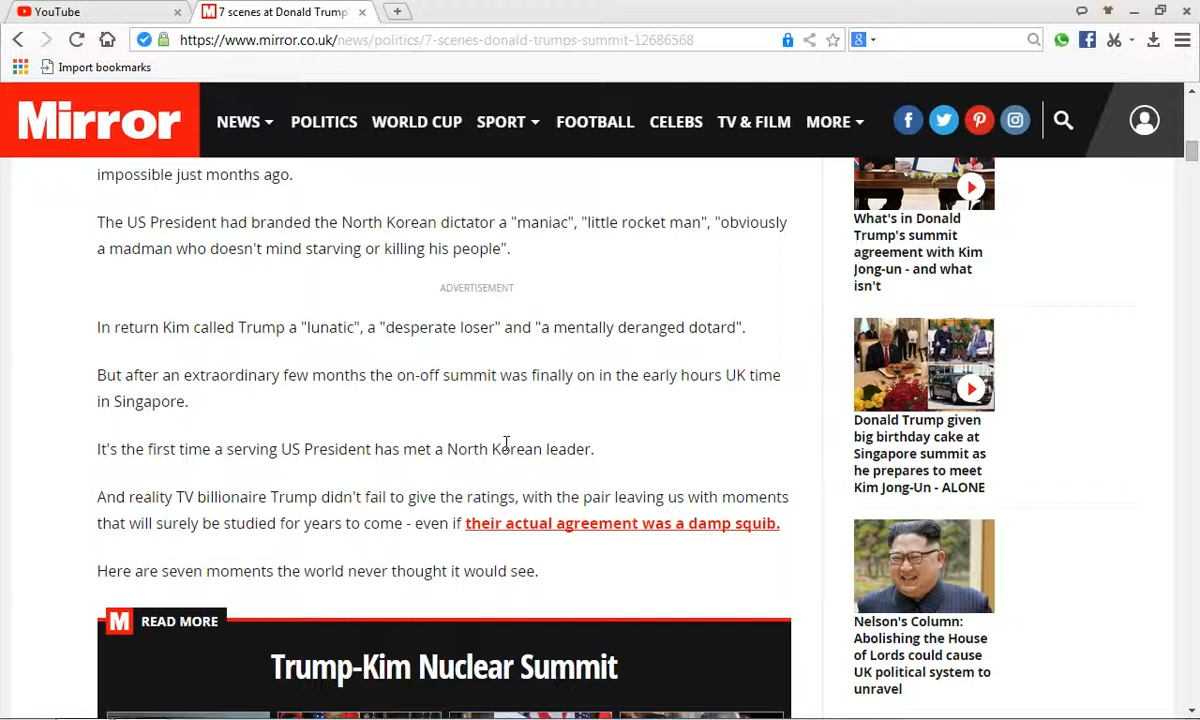 YouTube
7 scenes at Donald Trump
https://www.mirror.co.uk/news/politics/7-scenes-donald-trumps-summit-12686568
Import bookmarks
Mirror
NEWS POLITICS WORLD CUP SPORT FOOTBALL CELEBS TV & FILM MORE
impossible just months ago.
The US President had branded the North Korean dictator a "maniac", "little rocket man", "obviously
a madman who doesn't mind starving or killing his people".
ADVERTISEMENT
In return Kim called Trump a "lunatic", a "desperate loser" and "a mentally deranged dotard".
But after an extraordinary few months the on-off summit was finally on in the early hours UK time
in Singapore.
It's the first time a serving US President has met a North Korean leader.
And reality TV billionaire Trump didn't fail to give the ratings, with the pair leaving us with moments
that will surely be studied for years to come - even if their actual agreement was a damp squib.
Here are seven moments the world never thought it would see.
M READ MORE
Trump-Kim Nuclear Summit
What's in Donald
Trump's summit
agreement with Kim
Jong-un - and what
isn't
Donald Trump given
big birthday cake at
Singapore summit as
he prepares to meet
Kim Jong-Un - ALONE
Nelson's Column:
Abolishing the House
of Lords could cause
UK political system to
unravel